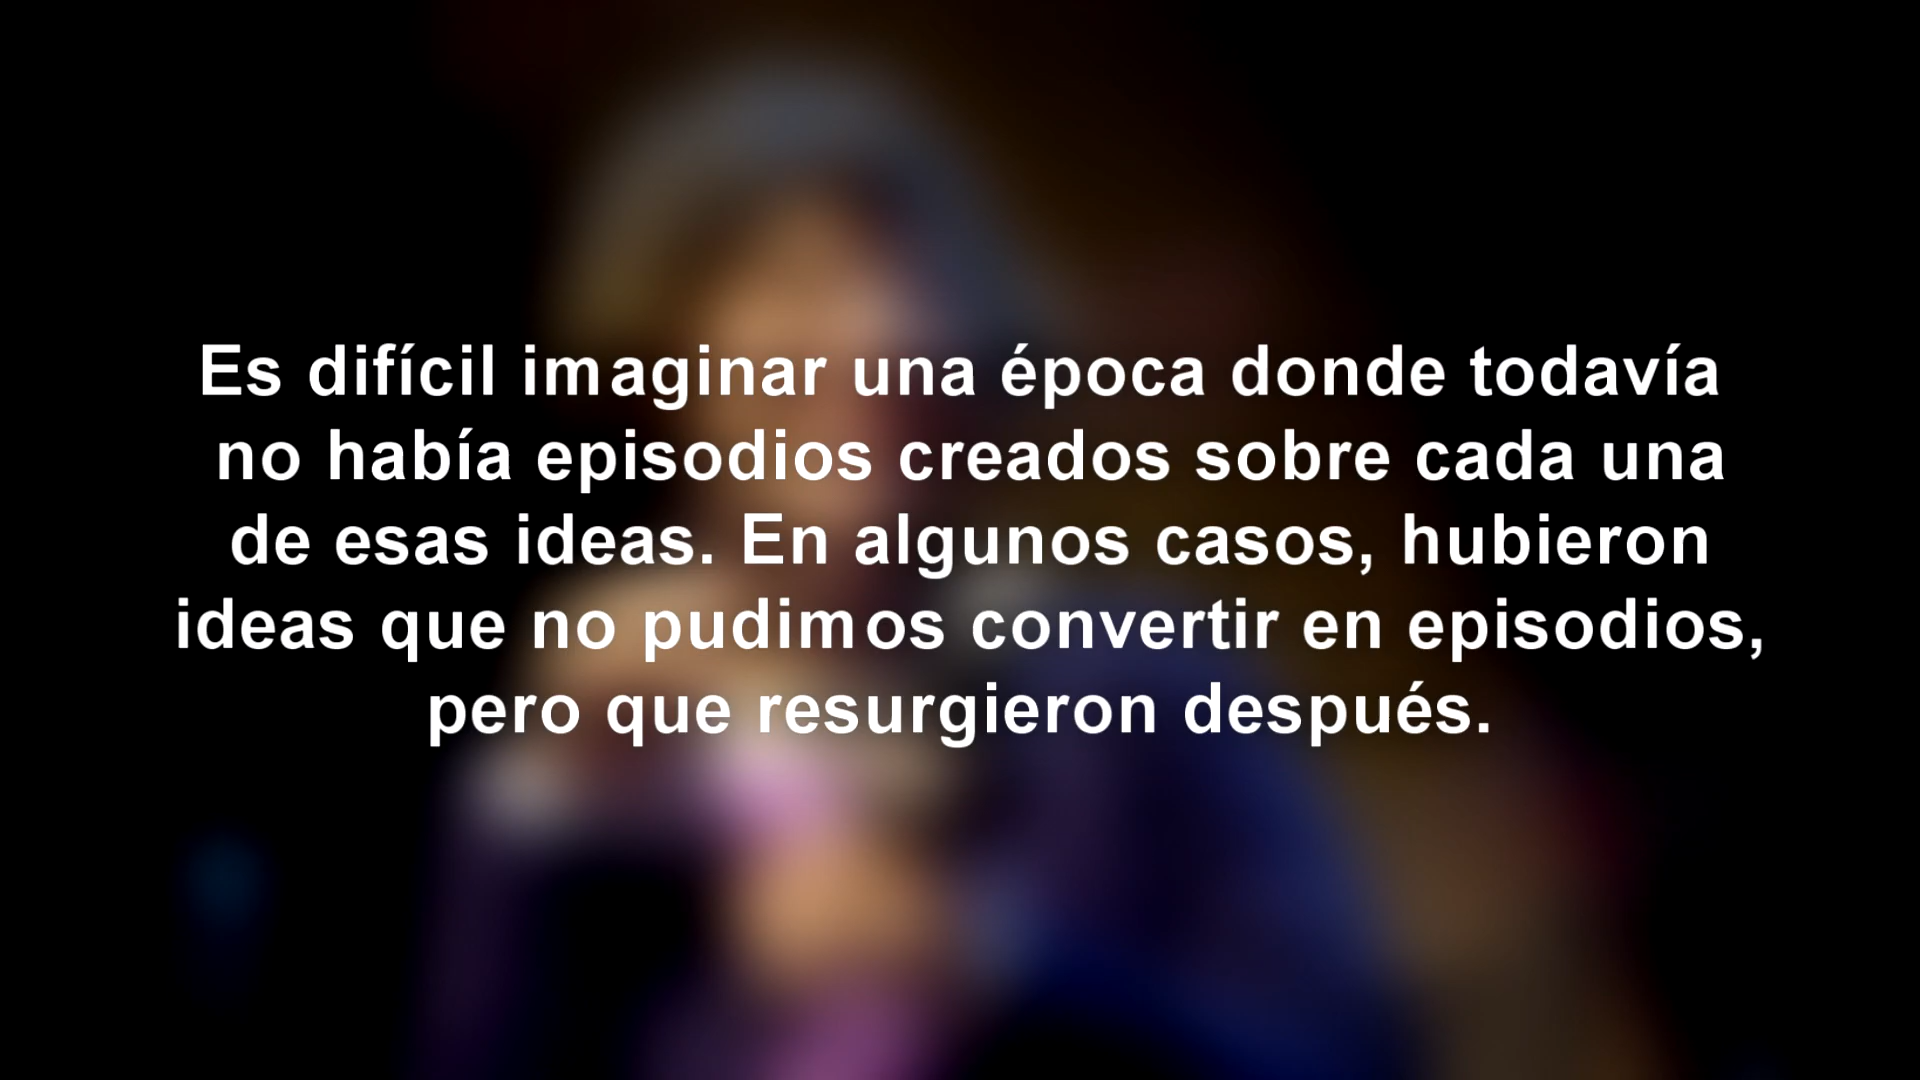 Es difícil imaginar una época donde todavía
no había episodios creados sobre cada una
de esas ideas. En algunos casos, hubieron
ideas que no pudimos convertir en episodios,
pero que resurgieron después.